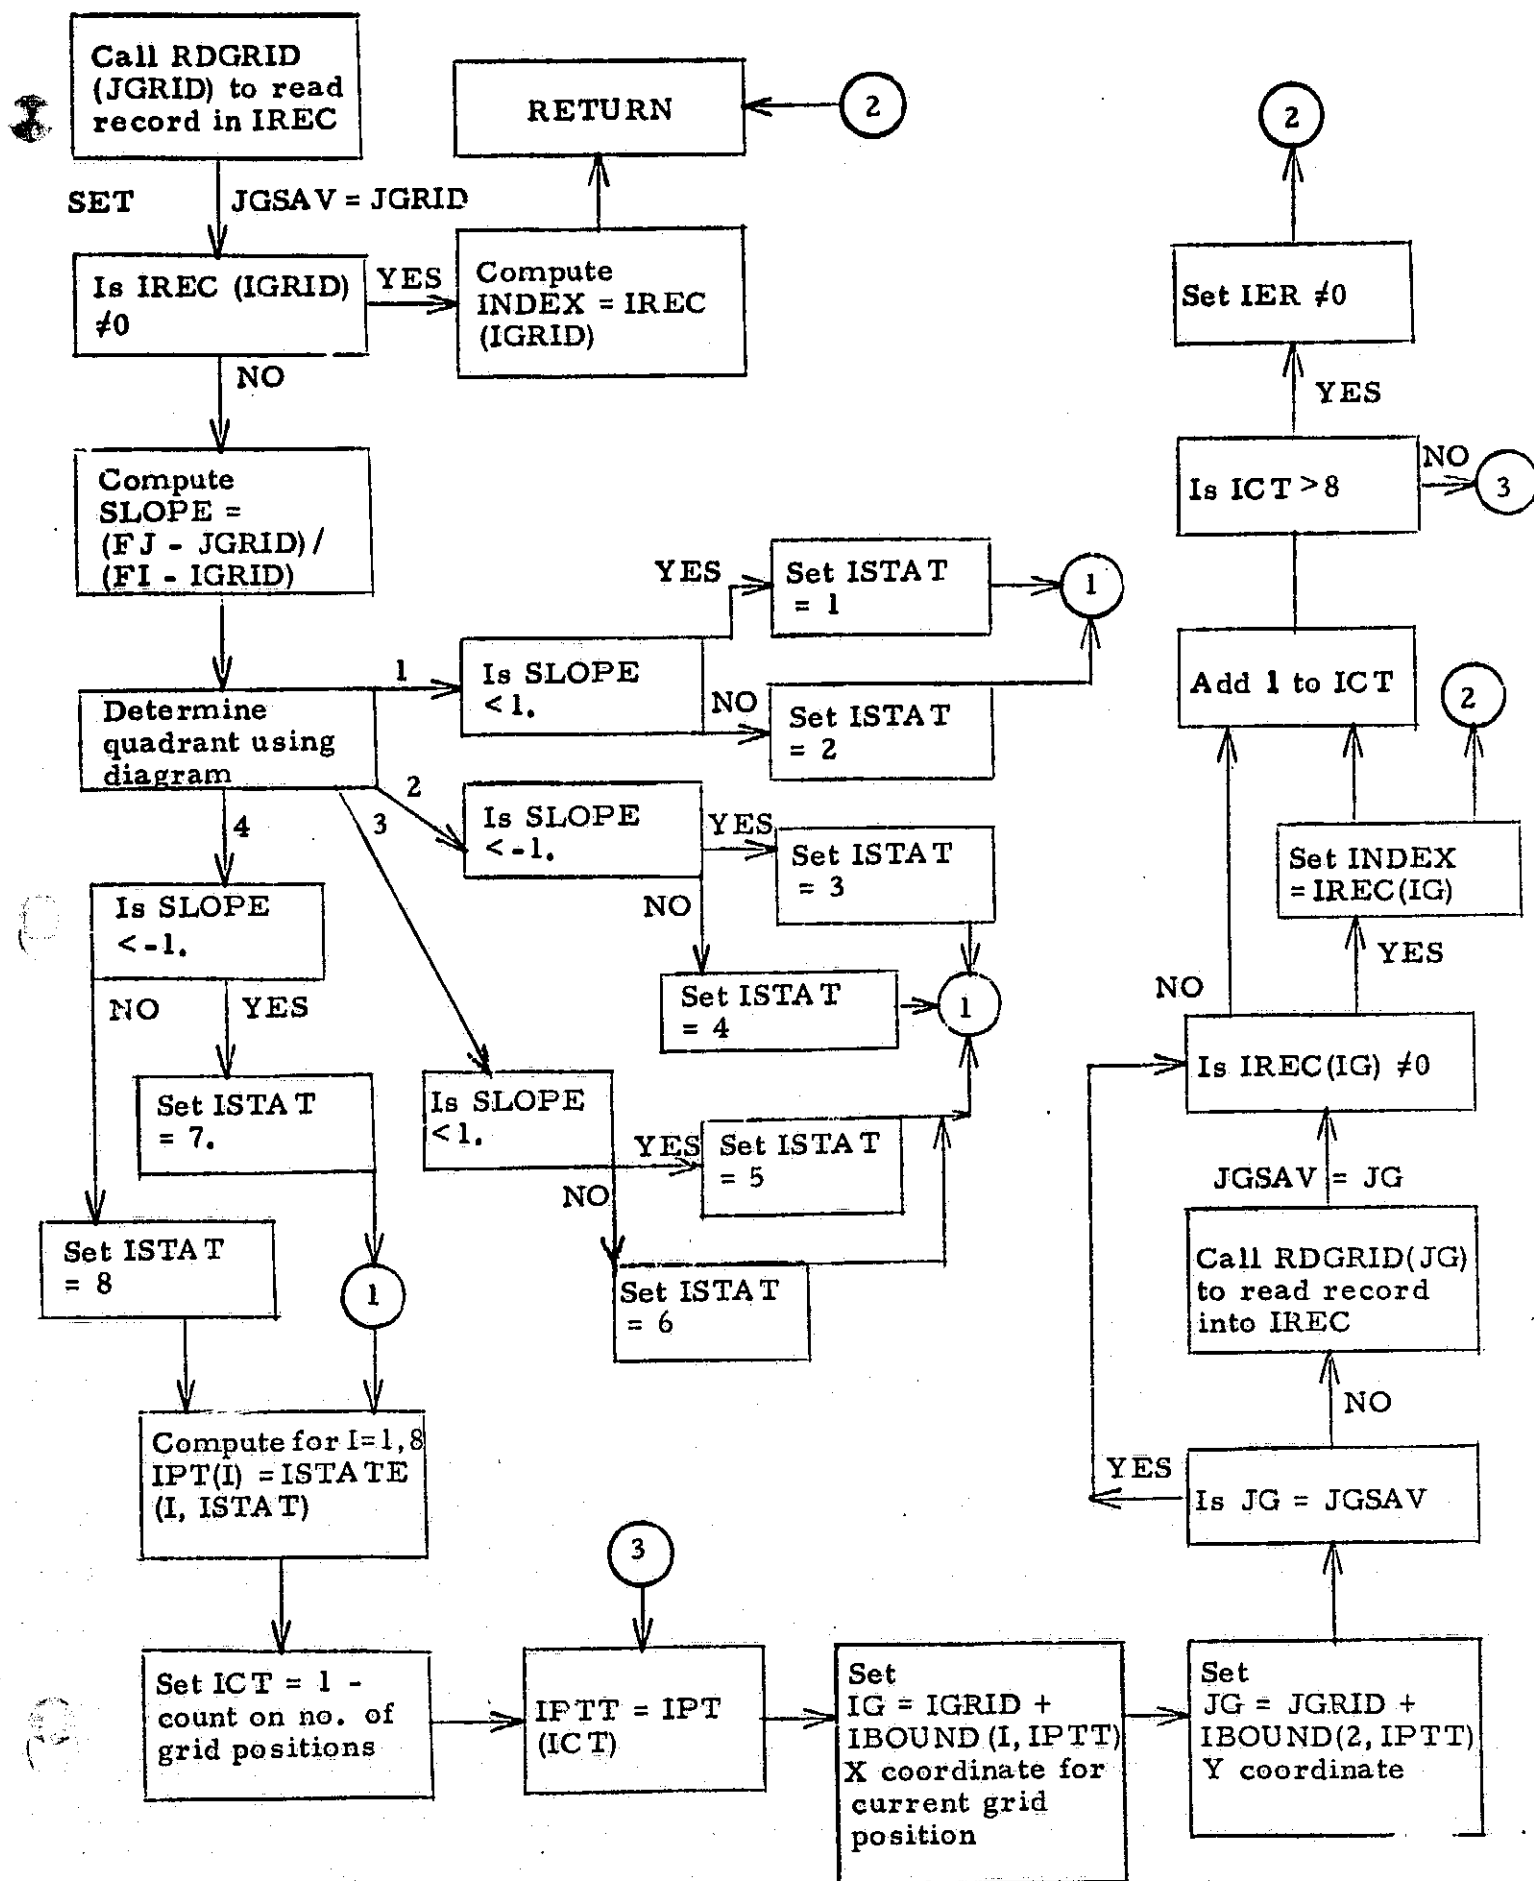 Call RDGRID
(JGRID) to read
record in IREC
RETURN
2
2
SET
JGSAV = JGRID
Is IREC (IGRID)
≠0
YES
Compute
INDEX = IREC
(IGRID)
Set IER ≠0
NO
YES
Compute
SLOPE =
(FJ - JGRID) /
(FI - IGRID)
Is ICT > 8
NO
3
YES
Set ISTAT
= 1
1
Determine
quadrant using
diagram
1
Is SLOPE
<1.
NO
Set ISTAT
= 2
Add 1 to ICT
2
2
3
4
Is SLOPE
<-1.
YES
Set ISTAT
= 3
NO
Set ISTAT
= 4
1
Set INDEX
= IREC(IG)
YES
NO
Is SLOPE
<-1.
NO
YES
Is IREC(IG) ≠0
Set ISTAT
= 7.
Is SLOPE
<1.
YES
Set ISTAT
= 5
NO
JGSAV = JG
Set ISTAT
= 8
1
Set ISTAT
= 6
Call RDGRID(JG)
to read record
into IREC
NO
Compute for I=1,8
IPT(I) = ISTATE
(I, ISTAT)
YES
Is JG = JGSAV
3
Set ICT = 1 -
count on no. of
grid positions
IPTT = IPT
(ICT)
Set
IG = IGRID +
IBOUND (I, IPTT)
X coordinate for
current grid
position
Set
JG = JGRID +
IBOUND(2, IPTT)
Y coordinate